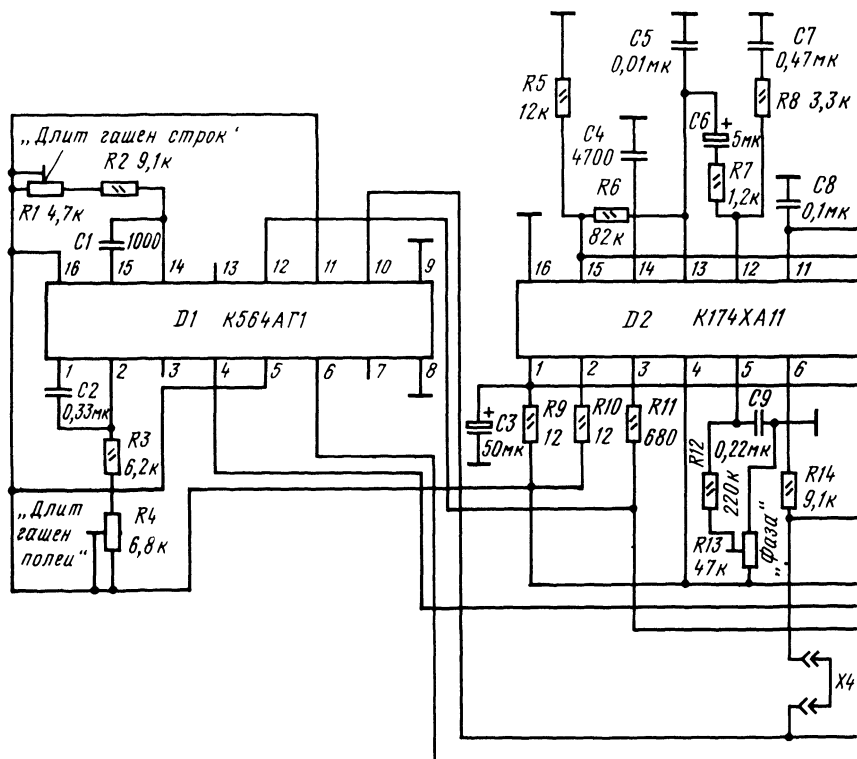 C5
0,01мк
C7
0,47мк
R5
12к
R8 3,3к
„Длит гашен строк“
R2 9,1к
C4
4700
C6
+
5мк
R7
1,2к
R1 4,7к
R6
82к
C8
0,1мк
C1
1000
16 15 14 13 12 11 10 9
16 15 14 13 12 11
D1 К564АГ1
D2 К174ХА11
1 2 3 4 5 6 7 8
1 2 3 4 5 6
C2
0,33мк
+
C3
50мк
R9
12
R10
12
R11
680
C9
0,22мк
R3
6,2к
R12
220к
R14
9,1к
„Длит
гашен
полей“
R4
6,8к
R13
47к
„Фаза“
X4